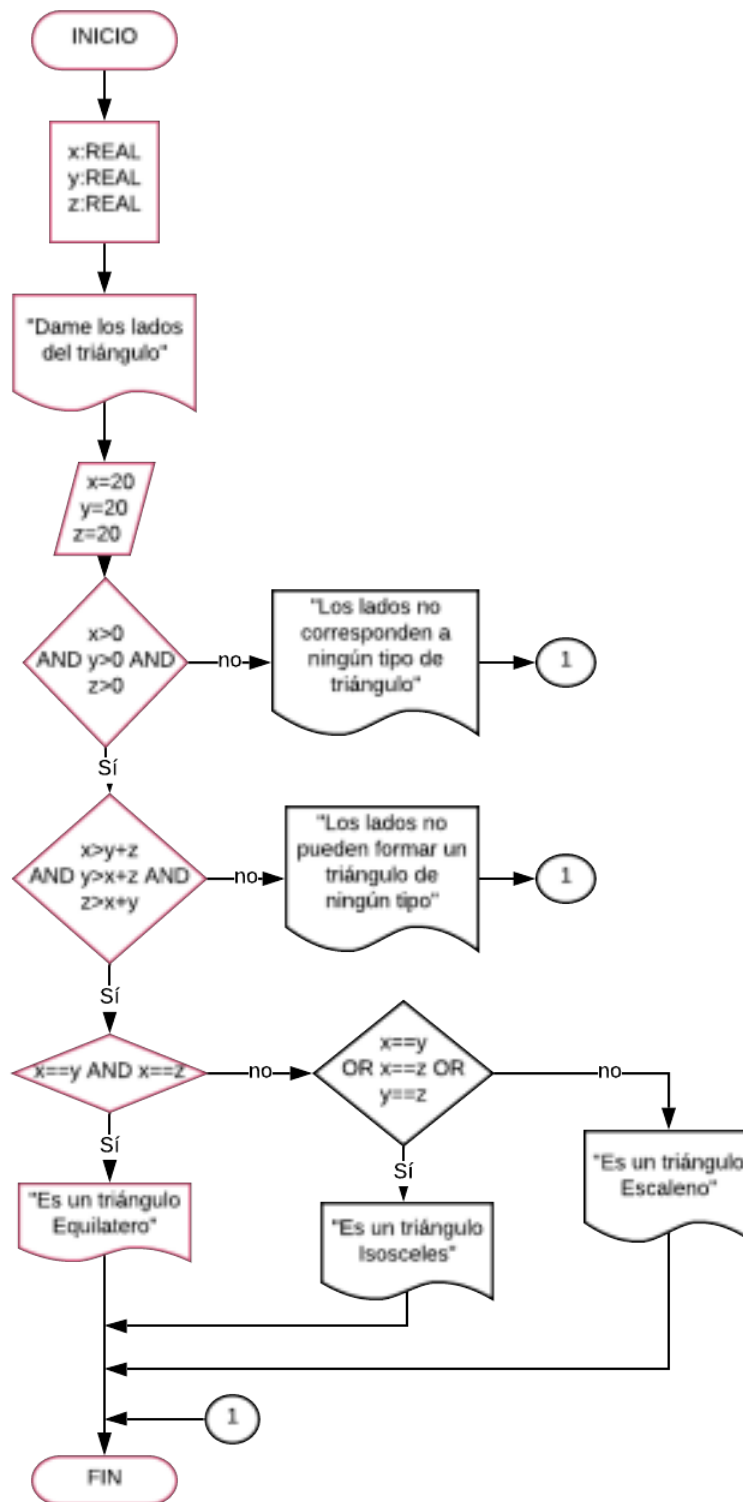 INICIO
x:REAL
y:REAL
z:REAL
"Dame los lados
del triángulo"
x=20
y=20
z=20
x>0
AND y>0 AND
z>0
no
"Los lados no
corresponden a
ningún tipo de
triángulo"
1
Sí
x>y+z
AND y>x+z AND
z>x+y
no
"Los lados no
pueden formar un
triángulo de
ningún tipo"
1
Sí
x==y AND x==z
no
x==y
OR x==z OR
y==z
no
Sí
"Es un triángulo
Equilatero"
Sí
"Es un triángulo
Isosceles"
"Es un triángulo
Escaleno"
1
FIN